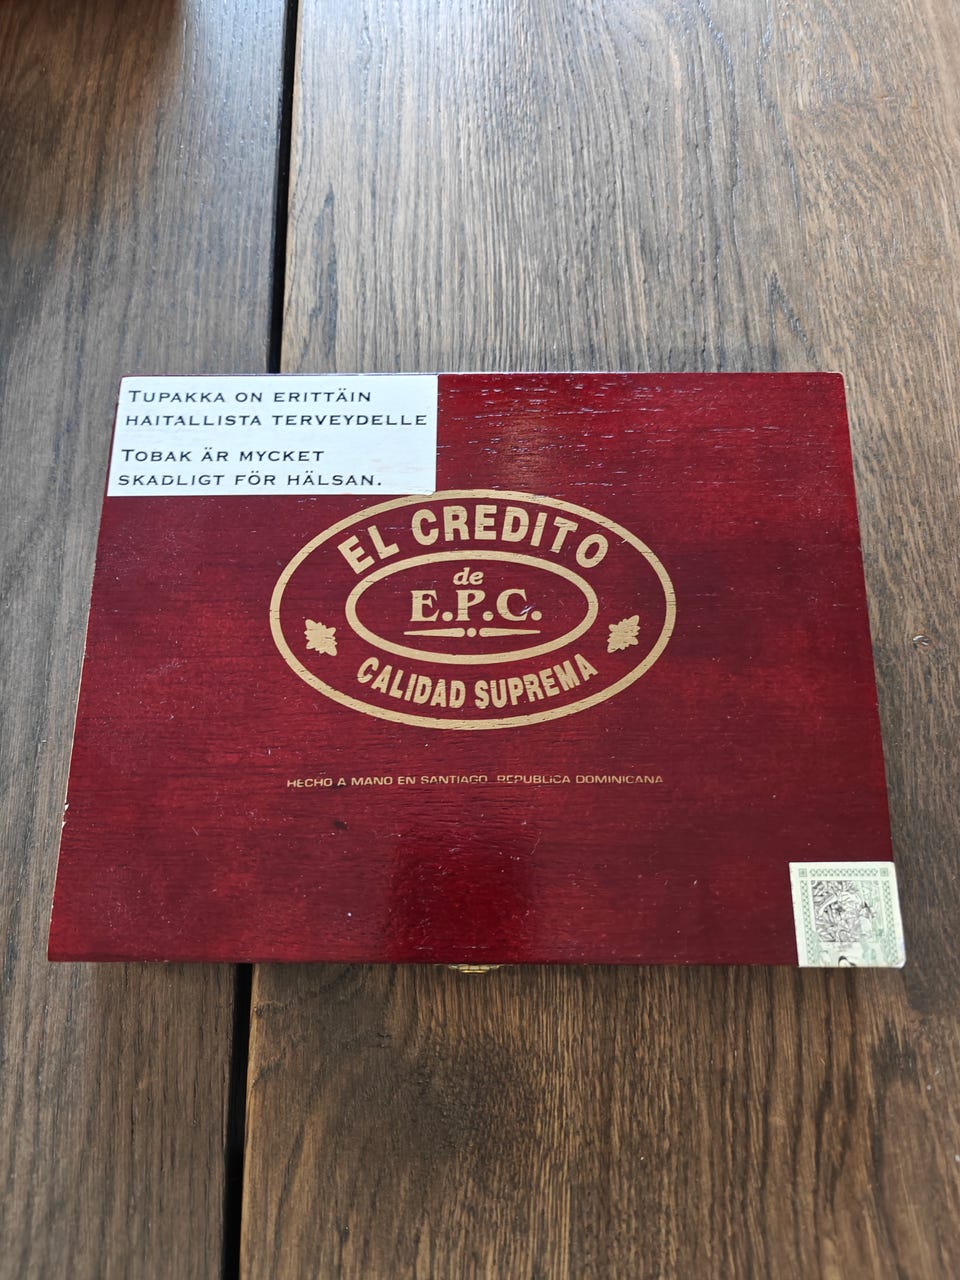 TUPAKKA ON ERITTÄIN
HAITALLISTA TERVEYDELLE
TOBAK ÄR MYCKET
SKADLIGT FÖR HÄLSAN.
EL CREDITO
de
E.P.C.
CALIDAD SUPREMA
HECHO A MANO EN SANTIAGO REPUBLICA DOMINICANA